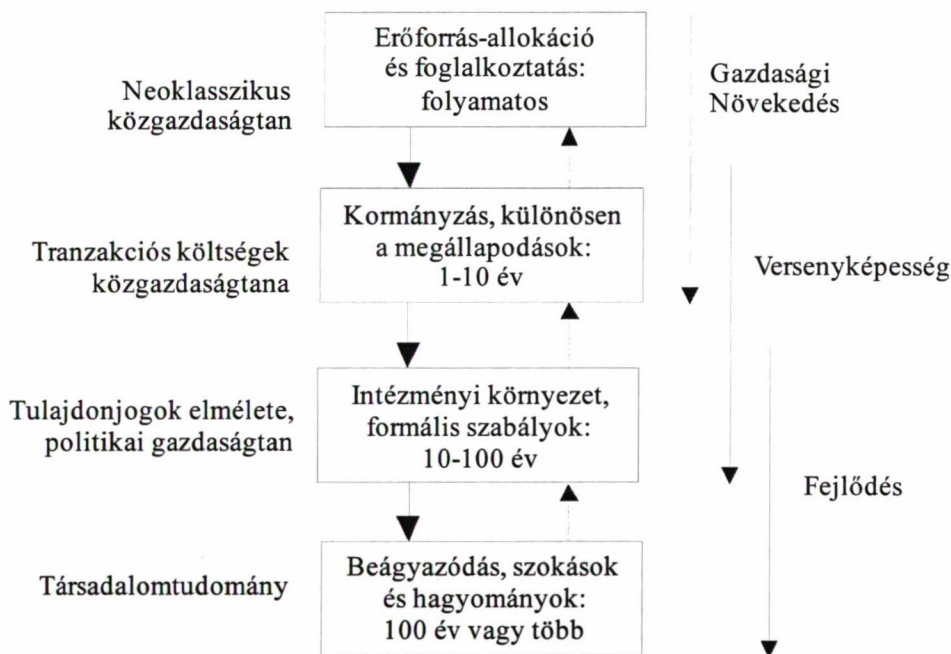 Erőforrás-allokáció
és foglalkoztatás:
folyamatos
Neoklasszikus
közgazdaságtan
Gazdasági
Növekedés
Kormányzás, különösen
a megállapodások:
1-10 év
Tranzakciós költségek
közgazdaságtana
Versenyképesség
Intézményi környezet,
formális szabályok:
10-100 év
Tulajdonjogok elmélete,
politikai gazdaságtan
Fejlődés
Beágyazódás, szokások
és hagyományok:
100 év vagy több
Társadalomtudomány